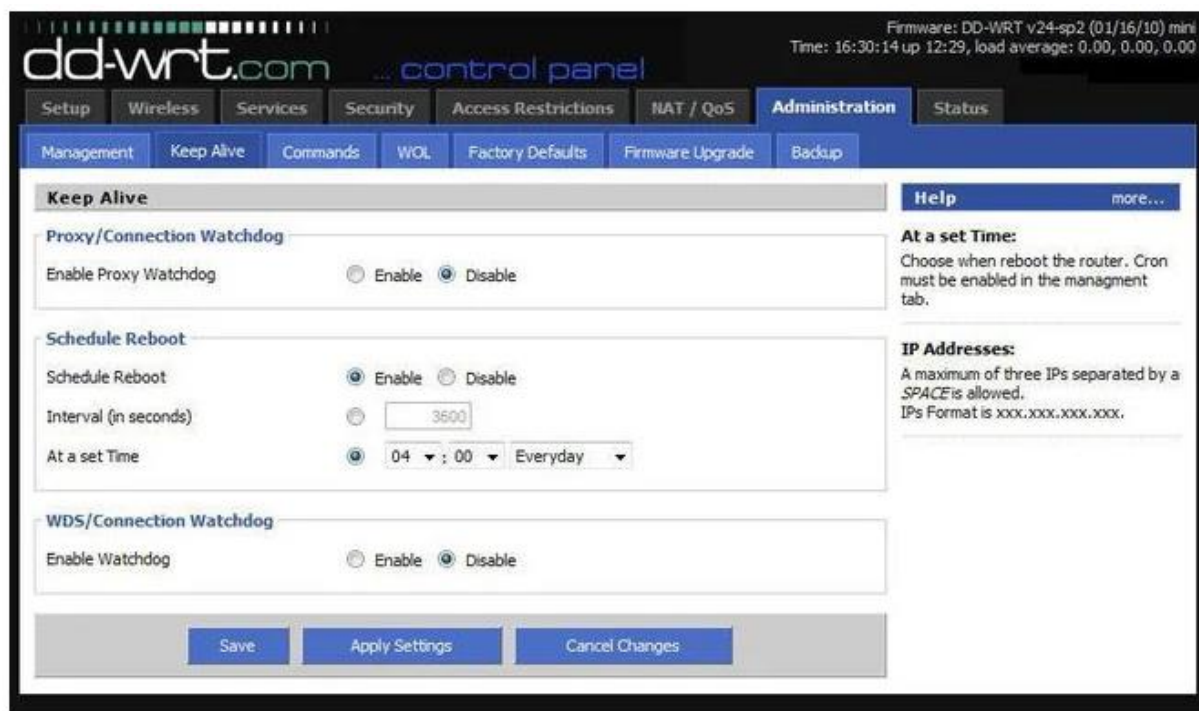 Firmware: DD-WRT v24-sp2 (01/16/10) mini
Time: 16:30:14 up 12:29, load average: 0.00, 0.00, 0.00
dd-wrt.com ... control panel
Setup Wireless Services Security Access Restrictions NAT / QoS Administration Status
Management Keep Alive Commands WOL Factory Defaults Firmware Upgrade Backup
Keep Alive
Proxy/Connection Watchdog
Enable Proxy Watchdog Enable Disable
Schedule Reboot
Schedule Reboot Enable Disable
Interval (in seconds) 3600
At a set Time 04 : 00 Everyday
WDS/Connection Watchdog
Enable Watchdog Enable Disable
Save Apply Settings Cancel Changes
Help more...
At a set Time:
Choose when reboot the router. Cron
must be enabled in the managment
tab.
IP Addresses:
A maximum of three IPs separated by a
SPACE is allowed.
IPs Format is xxx.xxx.xxx.xxx.